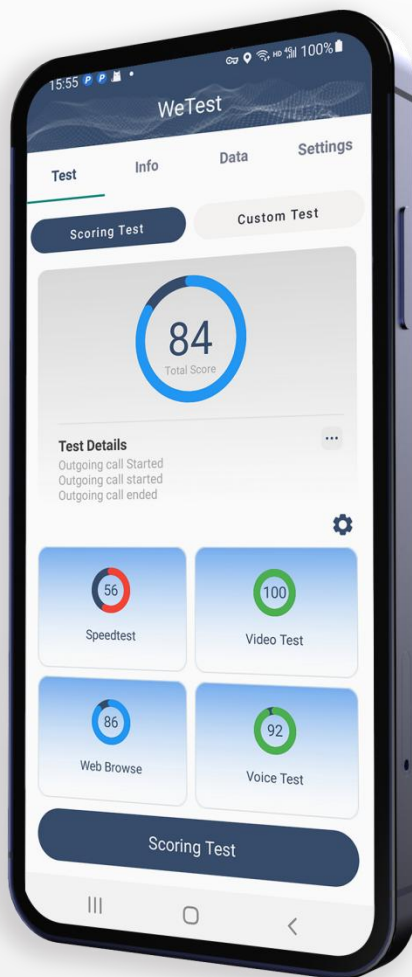 15:55 P P HD 4G 100%
WeTest
Test Info Data Settings
Scoring Test Custom Test
84
Total Score
Test Details ...
Outgoing call Started
Outgoing call started
Outgoing call ended
56 100
Speedtest Video Test
86 92
Web Browse Voice Test
Scoring Test